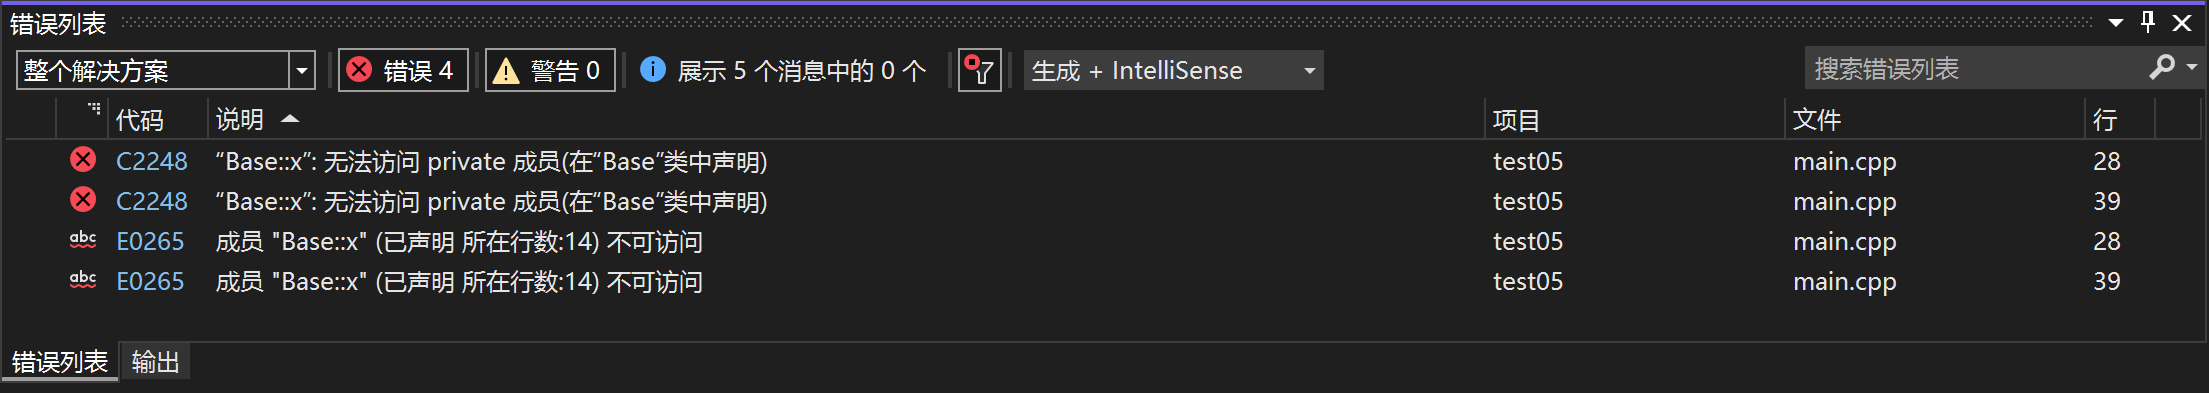 错误列表
整个解决方案 错误 4 警告 0 展示 5 个消息中的 0 个 生成 + IntelliSense 搜索错误列表
代码 说明 项目 文件 行
C2248 “Base::x”: 无法访问 private 成员(在“Base”类中声明) test05 main.cpp 28
C2248 “Base::x”: 无法访问 private 成员(在“Base”类中声明) test05 main.cpp 39
abc E0265 成员 "Base::x" (已声明 所在行数:14) 不可访问 test05 main.cpp 28
abc E0265 成员 "Base::x" (已声明 所在行数:14) 不可访问 test05 main.cpp 39
错误列表 输出